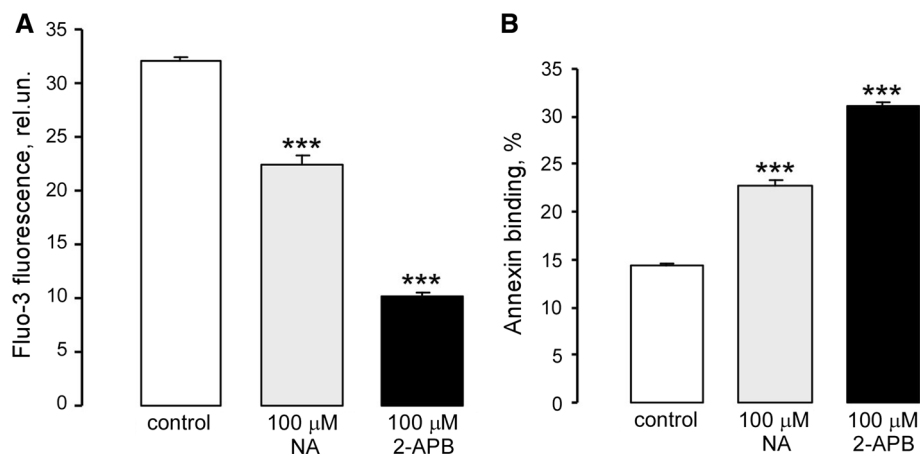 A
Fluo-3 fluorescence, rel.un.
35
30
25
20
15
10
5
0
***
***
control
100 μM
NA
100 μM
2-APB
B
Annexin binding, %
35
30
25
20
15
10
5
0
***
***
control
100 μM
NA
100 μM
2-APB